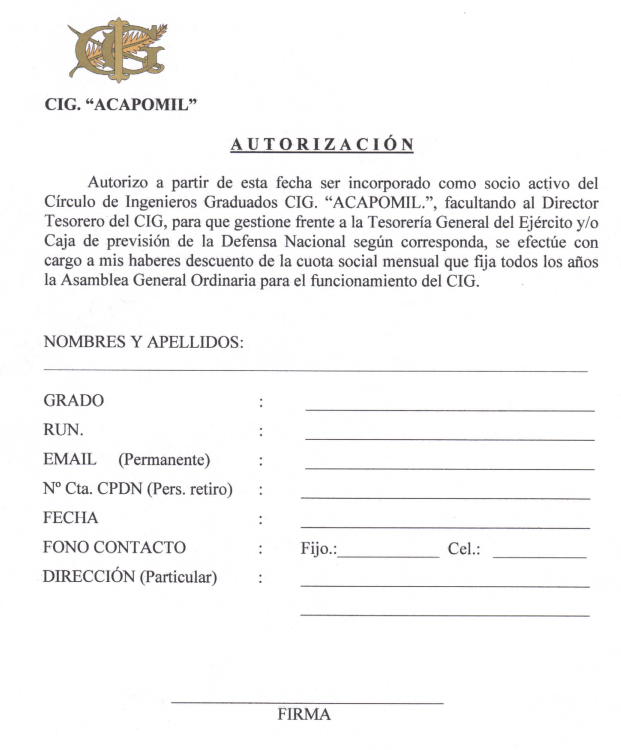 CIG
CIG. “ACAPOMIL”
AUTORIZACIÓN
Autorizo a partir de esta fecha ser incorporado como socio activo del
Círculo de Ingenieros Graduados CIG. “ACAPOMIL.”, facultando al Director
Tesorero del CIG, para que gestione frente a la Tesorería General del Ejército y/o
Caja de previsión de la Defensa Nacional según corresponda, se efectúe con
cargo a mis haberes descuento de la cuota social mensual que fija todos los años
la Asamblea General Ordinaria para el funcionamiento del CIG.
NOMBRES Y APELLIDOS:
GRADO :
RUN. :
EMAIL (Permanente) :
Nº Cta. CPDN (Pers. retiro) :
FECHA :
FONO CONTACTO : Fijo.: Cel.:
DIRECCIÓN (Particular) :
FIRMA